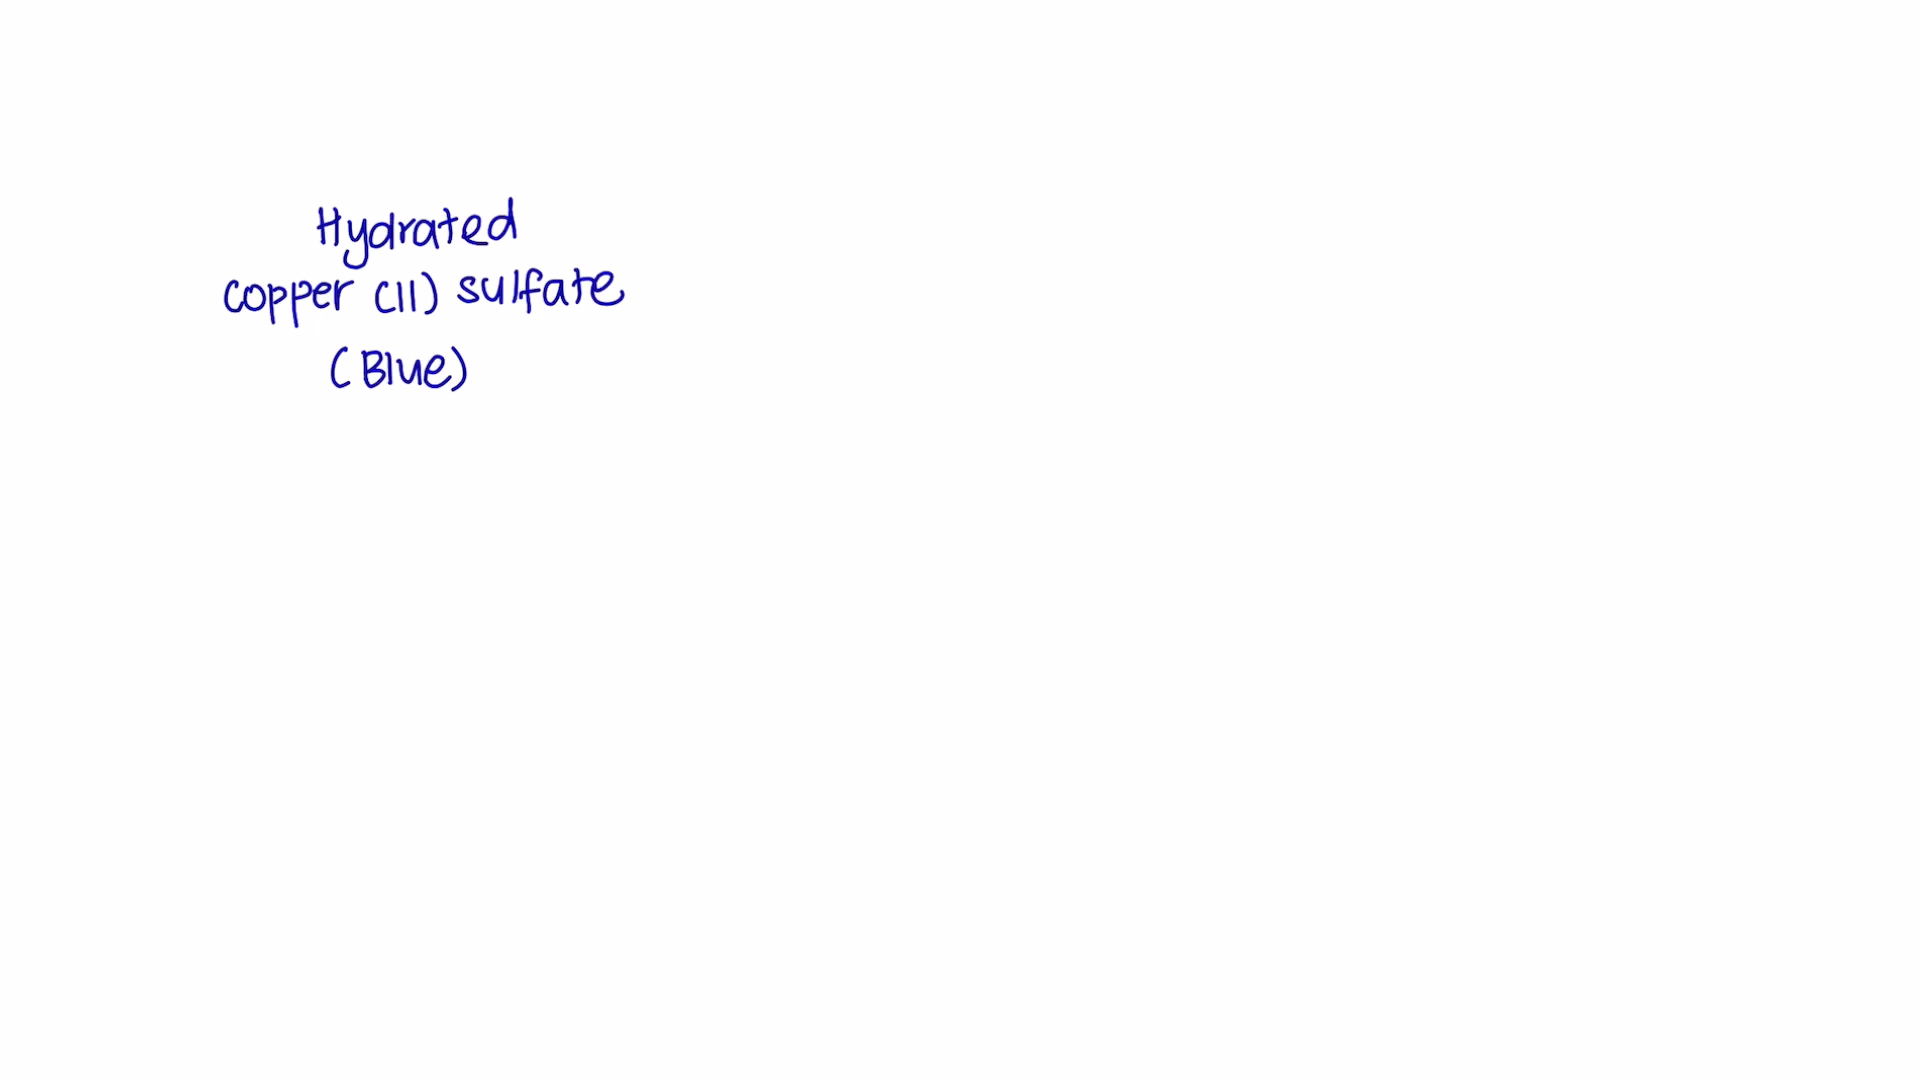 Hydrated
copper (II) sulfate
(Blue)